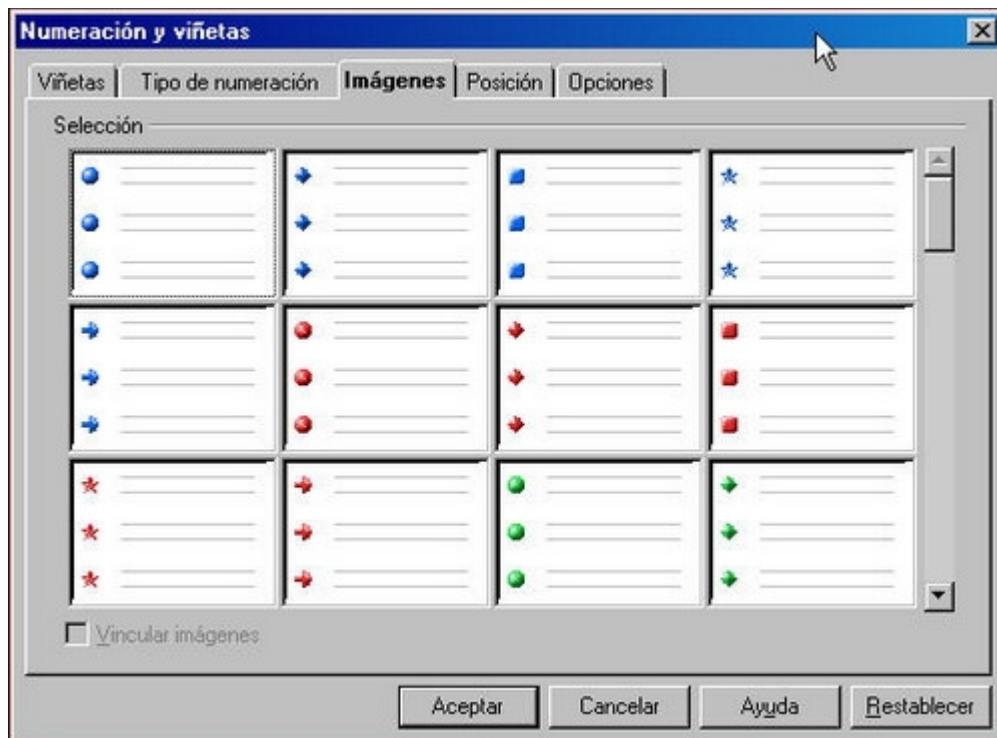 Numeración y viñetas
Viñetas Tipo de numeración Imágenes Posición Opciones
Selección
Vincular imágenes
Aceptar Cancelar Ayuda Restablecer